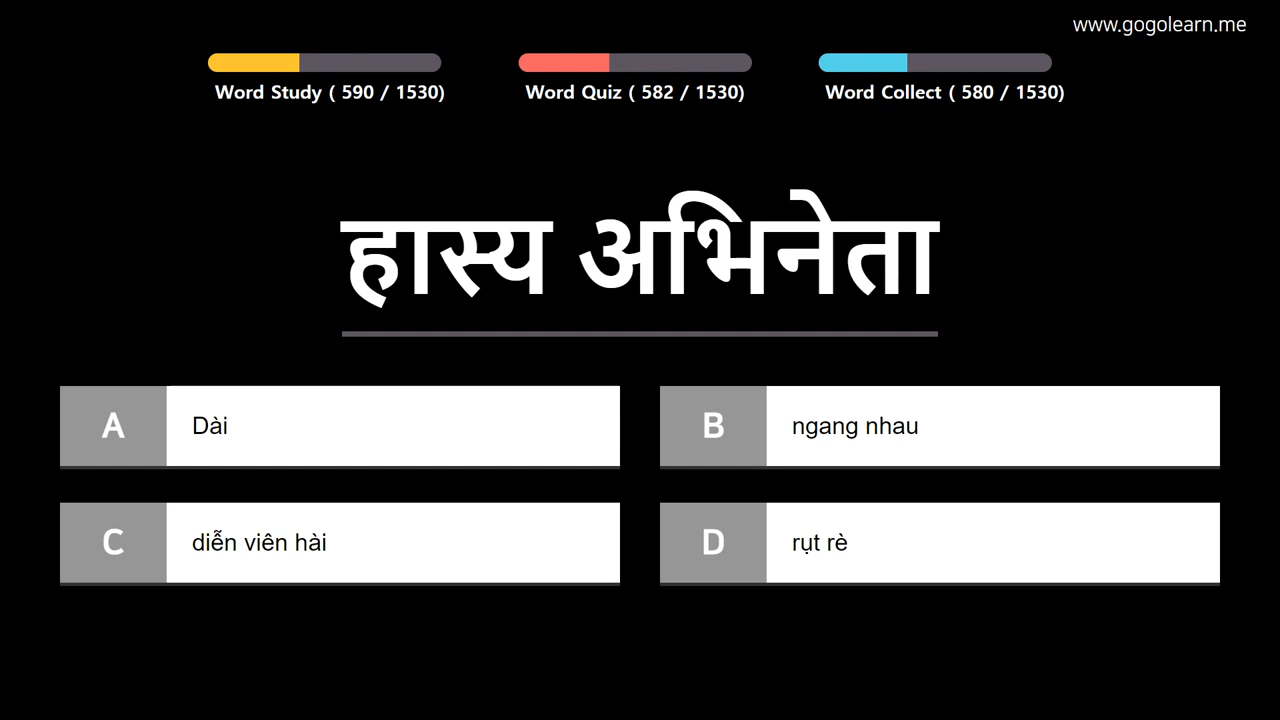 www.gogolearn.me
Word Study ( 590 / 1530)
Word Quiz ( 582 / 1530)
Word Collect ( 580 / 1530)
हास्य अभिनेता
A
Dài
B
ngang nhau
C
diễn viên hài
D
rụt rè